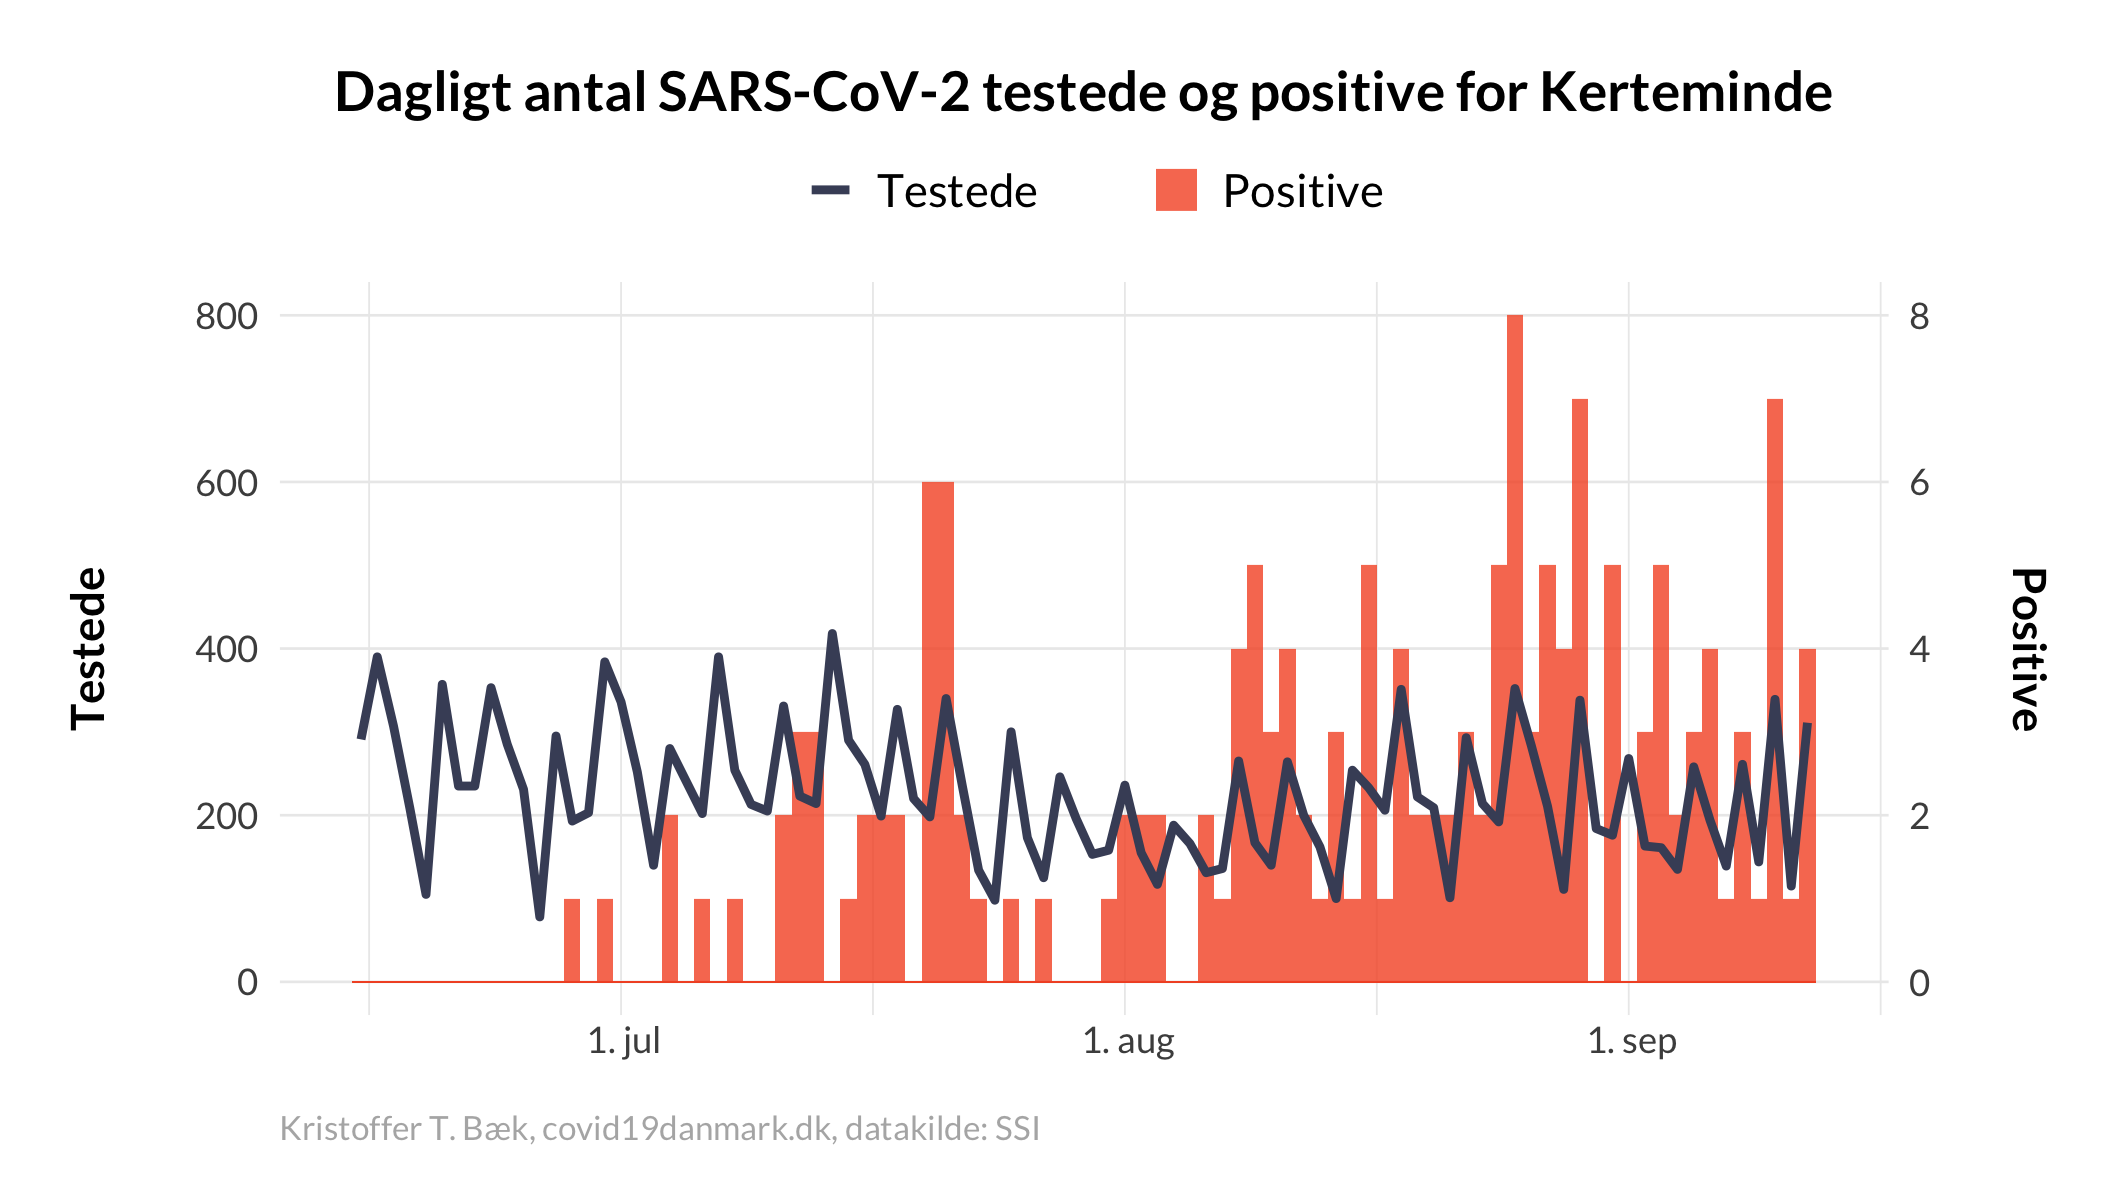 Dagligt antal SARS-CoV-2 testede og positive for Kerteminde
Testede
Positive
800
600
400
200
0
8
6
4
2
0
Testede
Positive
1. jul
1. aug
1. sep
Kristoffer T. Bæk, covid19danmark.dk, datakilde: SSI